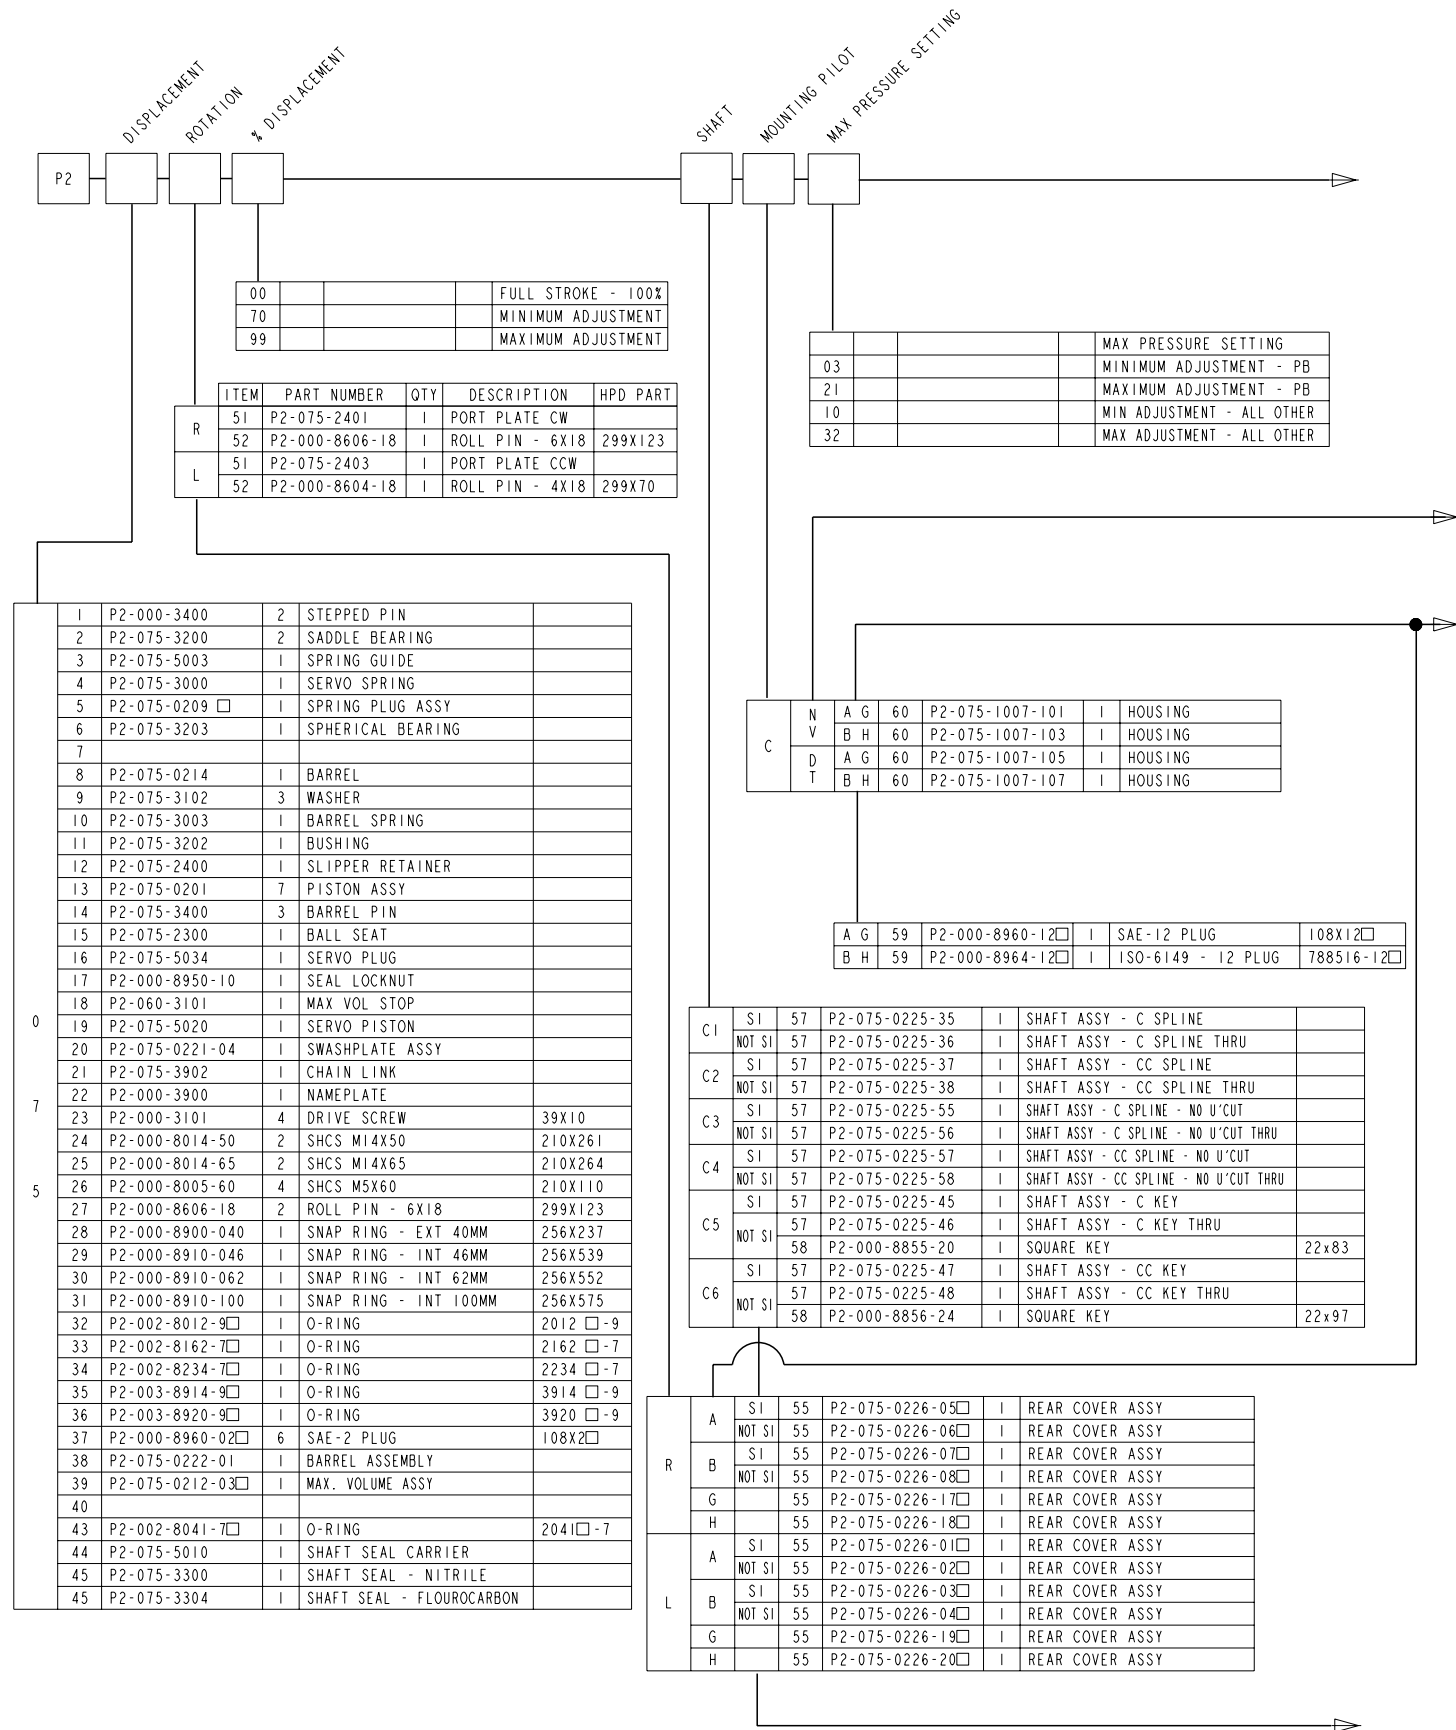 DISPLACEMENT
ROTATION
% DISPLACEMENT
SHAFT
MOUNTING PILOT
MAX PRESSURE SETTING
P2
00 FULL STROKE - 100%
70 MINIMUM ADJUSTMENT
99 MAXIMUM ADJUSTMENT
MAX PRESSURE SETTING
03 MINIMUM ADJUSTMENT - PB
21 MAXIMUM ADJUSTMENT - PB
10 MIN ADJUSTMENT - ALL OTHER
32 MAX ADJUSTMENT - ALL OTHER
ITEM PART NUMBER QTY DESCRIPTION HPD PART
R
51 P2-075-2401 1 PORT PLATE CW
52 P2-000-8606-18 1 ROLL PIN - 6X18 299X123
L
51 P2-075-2403 1 PORT PLATE CCW
52 P2-000-8604-18 1 ROLL PIN - 4X18 299X70
0
7
5
1 P2-000-3400 2 STEPPED PIN
2 P2-075-3200 2 SADDLE BEARING
3 P2-075-5003 1 SPRING GUIDE
4 P2-075-3000 1 SERVO SPRING
5 P2-075-0209 □ 1 SPRING PLUG ASSY
6 P2-075-3203 1 SPHERICAL BEARING
7
8 P2-075-0214 1 BARREL
9 P2-075-3102 3 WASHER
10 P2-075-3003 1 BARREL SPRING
11 P2-075-3202 1 BUSHING
12 P2-075-2400 1 SLIPPER RETAINER
13 P2-075-0201 7 PISTON ASSY
14 P2-075-3400 3 BARREL PIN
15 P2-075-2300 1 BALL SEAT
16 P2-075-5034 1 SERVO PLUG
17 P2-000-8950-10 1 SEAL LOCKNUT
18 P2-060-3101 1 MAX VOL STOP
19 P2-075-5020 1 SERVO PISTON
20 P2-075-0221-04 1 SWASHPLATE ASSY
21 P2-075-3902 1 CHAIN LINK
22 P2-000-3900 1 NAMEPLATE
23 P2-000-3101 4 DRIVE SCREW 39X10
24 P2-000-8014-50 2 SHCS M14X50 210X261
25 P2-000-8014-65 2 SHCS M14X65 210X264
26 P2-000-8005-60 4 SHCS M5X60 210X110
27 P2-000-8606-18 2 ROLL PIN - 6X18 299X123
28 P2-000-8900-040 1 SNAP RING - EXT 40MM 256X237
29 P2-000-8910-046 1 SNAP RING - INT 46MM 256X539
30 P2-000-8910-062 1 SNAP RING - INT 62MM 256X552
31 P2-000-8910-100 1 SNAP RING - INT 100MM 256X575
32 P2-002-8012-9□ 1 O-RING 2012 □-9
33 P2-002-8162-7□ 1 O-RING 2162 □-7
34 P2-002-8234-7□ 1 O-RING 2234 □-7
35 P2-003-8914-9□ 1 O-RING 3914 □-9
36 P2-003-8920-9□ 1 O-RING 3920 □-9
37 P2-000-8960-02□ 6 SAE-2 PLUG 108X2□
38 P2-075-0222-01 1 BARREL ASSEMBLY
39 P2-075-0212-03□ 1 MAX. VOLUME ASSY
40
43 P2-002-8041-7□ 1 O-RING 2041□-7
44 P2-075-5010 1 SHAFT SEAL CARRIER
45 P2-075-3300 1 SHAFT SEAL - NITRILE
45 P2-075-3304 1 SHAFT SEAL - FLOUROCARBON
C
N V
A G 60 P2-075-1007-101 1 HOUSING
B H 60 P2-075-1007-103 1 HOUSING
D T
A G 60 P2-075-1007-105 1 HOUSING
B H 60 P2-075-1007-107 1 HOUSING
A G 59 P2-000-8960-12□ 1 SAE-12 PLUG 108X12□
B H 59 P2-000-8964-12□ 1 ISO-6149 - 12 PLUG 788516-12□
C1
S1 57 P2-075-0225-35 1 SHAFT ASSY - C SPLINE
NOT S1 57 P2-075-0225-36 1 SHAFT ASSY - C SPLINE THRU
C2
S1 57 P2-075-0225-37 1 SHAFT ASSY - CC SPLINE
NOT S1 57 P2-075-0225-38 1 SHAFT ASSY - CC SPLINE THRU
C3
S1 57 P2-075-0225-55 1 SHAFT ASSY - C SPLINE - NO U'CUT
NOT S1 57 P2-075-0225-56 1 SHAFT ASSY - C SPLINE - NO U'CUT THRU
C4
S1 57 P2-075-0225-57 1 SHAFT ASSY - CC SPLINE - NO U'CUT
NOT S1 57 P2-075-0225-58 1 SHAFT ASSY - CC SPLINE - NO U'CUT THRU
C5
S1 57 P2-075-0225-45 1 SHAFT ASSY - C KEY
NOT S1
57 P2-075-0225-46 1 SHAFT ASSY - C KEY THRU
58 P2-000-8855-20 1 SQUARE KEY 22x83
C6
S1 57 P2-075-0225-47 1 SHAFT ASSY - CC KEY
NOT S1
57 P2-075-0225-48 1 SHAFT ASSY - CC KEY THRU
58 P2-000-8856-24 1 SQUARE KEY 22x97
R
A
S1 55 P2-075-0226-05□ 1 REAR COVER ASSY
NOT S1 55 P2-075-0226-06□ 1 REAR COVER ASSY
B
S1 55 P2-075-0226-07□ 1 REAR COVER ASSY
NOT S1 55 P2-075-0226-08□ 1 REAR COVER ASSY
G 55 P2-075-0226-17□ 1 REAR COVER ASSY
H 55 P2-075-0226-18□ 1 REAR COVER ASSY
L
A
S1 55 P2-075-0226-01□ 1 REAR COVER ASSY
NOT S1 55 P2-075-0226-02□ 1 REAR COVER ASSY
B
S1 55 P2-075-0226-03□ 1 REAR COVER ASSY
NOT S1 55 P2-075-0226-04□ 1 REAR COVER ASSY
G 55 P2-075-0226-19□ 1 REAR COVER ASSY
H 55 P2-075-0226-20□ 1 REAR COVER ASSY